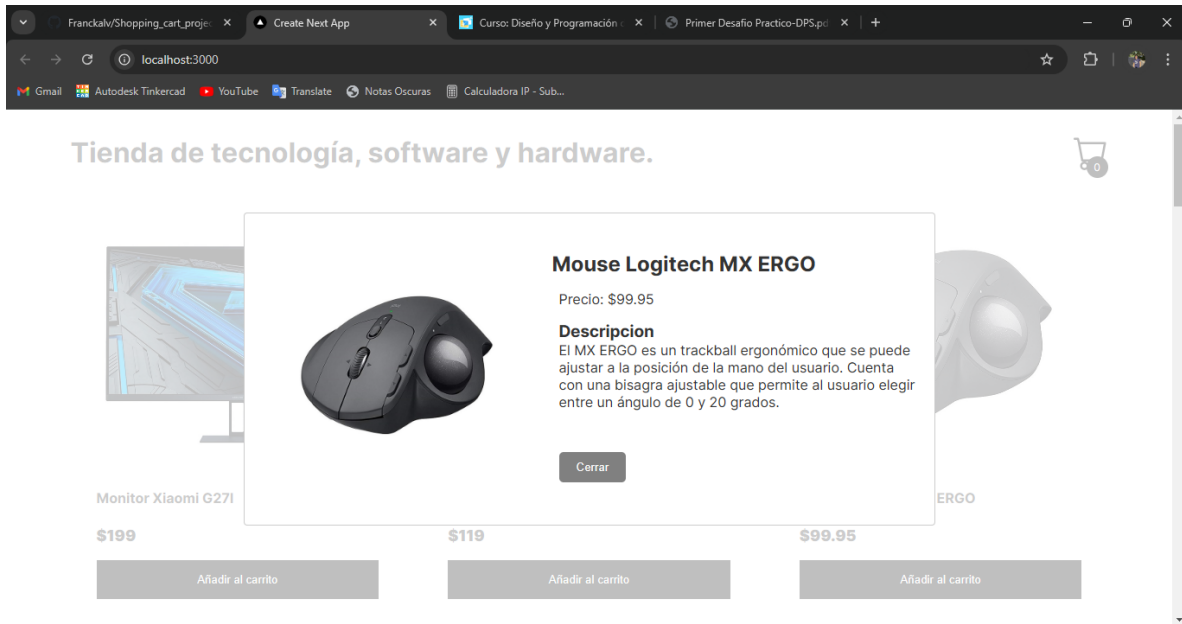 Franckalv/Shopping_cart_projec
Create Next App
Curso: Diseño y Programación
Primer Desafio Practico-DPS.pd
localhost:3000
Gmail
Autodesk Tinkercad
YouTube
Translate
Notas Oscuras
Calculadora IP - Sub...
Tienda de tecnología, software y hardware.
0
Mouse Logitech MX ERGO
Precio: $99.95
Descripcion
El MX ERGO es un trackball ergonómico que se puede
ajustar a la posición de la mano del usuario. Cuenta
con una bisagra ajustable que permite al usuario elegir
entre un ángulo de 0 y 20 grados.
Cerrar
Monitor Xiaomi G27I
ERGO
$199
$119
$99.95
Añadir al carrito
Añadir al carrito
Añadir al carrito